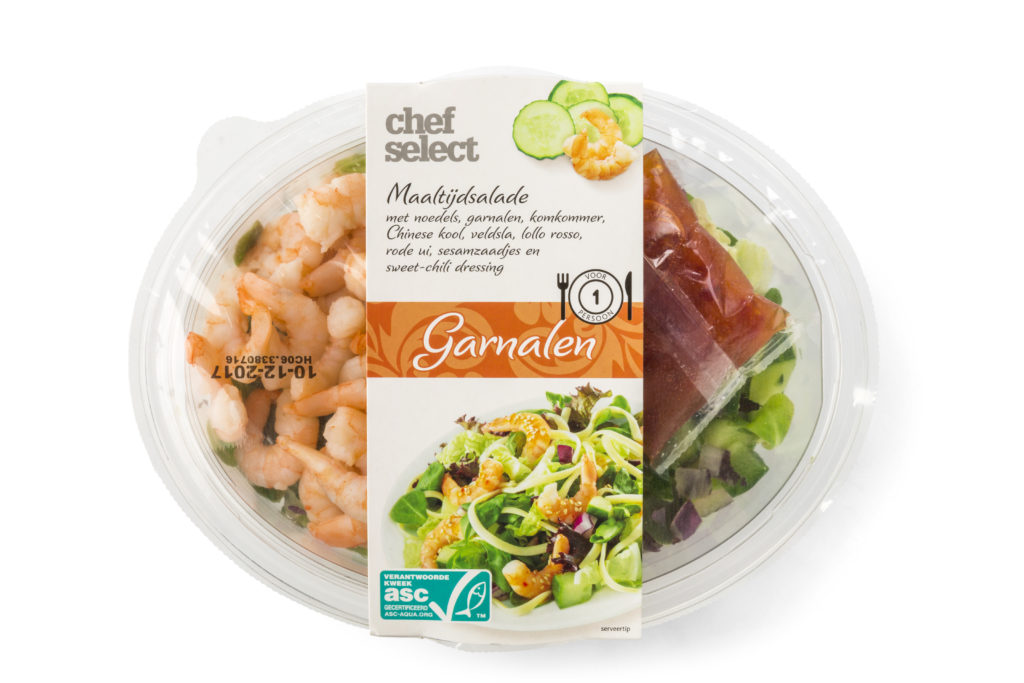 chef
select
Maaltijdsalade
met noedels, garnalen, komkommer,
Chinese kool, veldsla, lollo rosso,
rode ui, sesamzaadjes en
sweet-chili dressing
VOOR
1
PERSOON
Garnalen
10-12-2017
HC06.3380716
VERANTWOORDE
KWEEK
asc
GECERTIFICEERD
ASC-AQUA.ORG
TM
serveertip